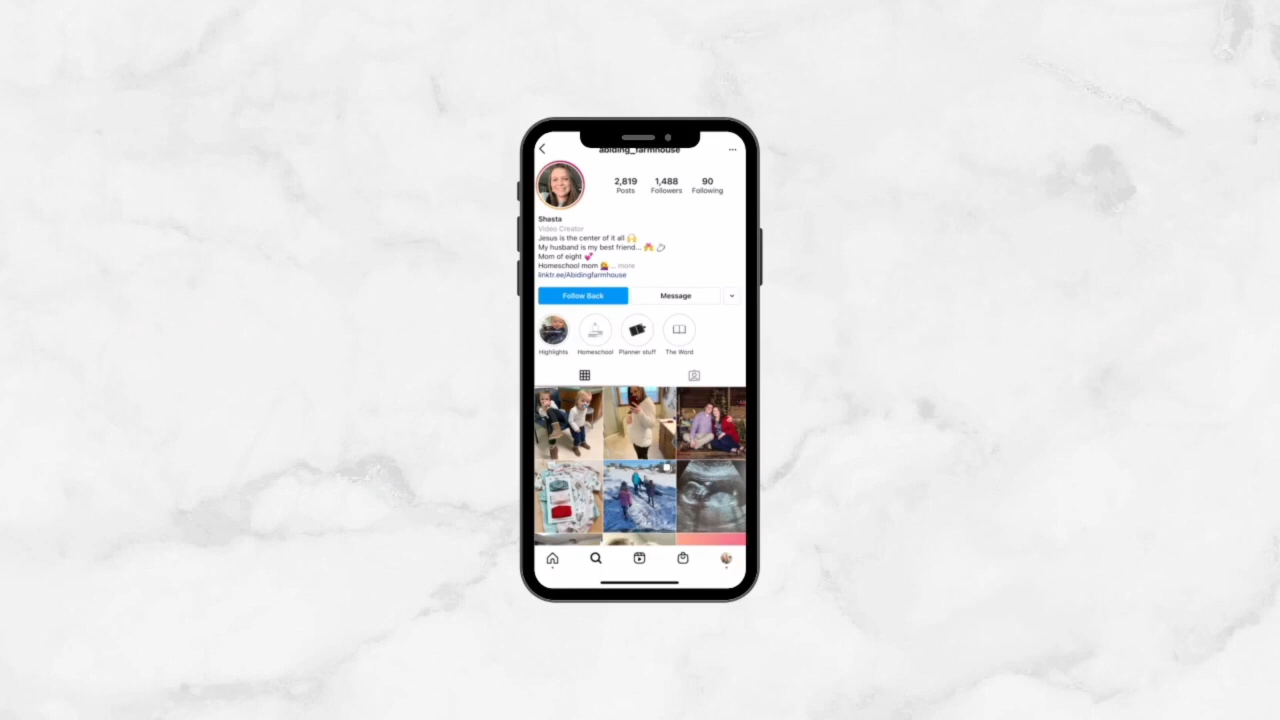 abiding_farmhouse
2,819 1,488 90
Posts Followers Following
Shasta
Video Creator
Jesus is the center of it all 🙌
My husband is my best friend... 💏 💍
Mom of eight 💞
Homeschool mom 🙋‍♀️ ... more
linktr.ee/Abidingfarmhouse
Follow Back Message
Highlights Homeschool Planner stuff The Word